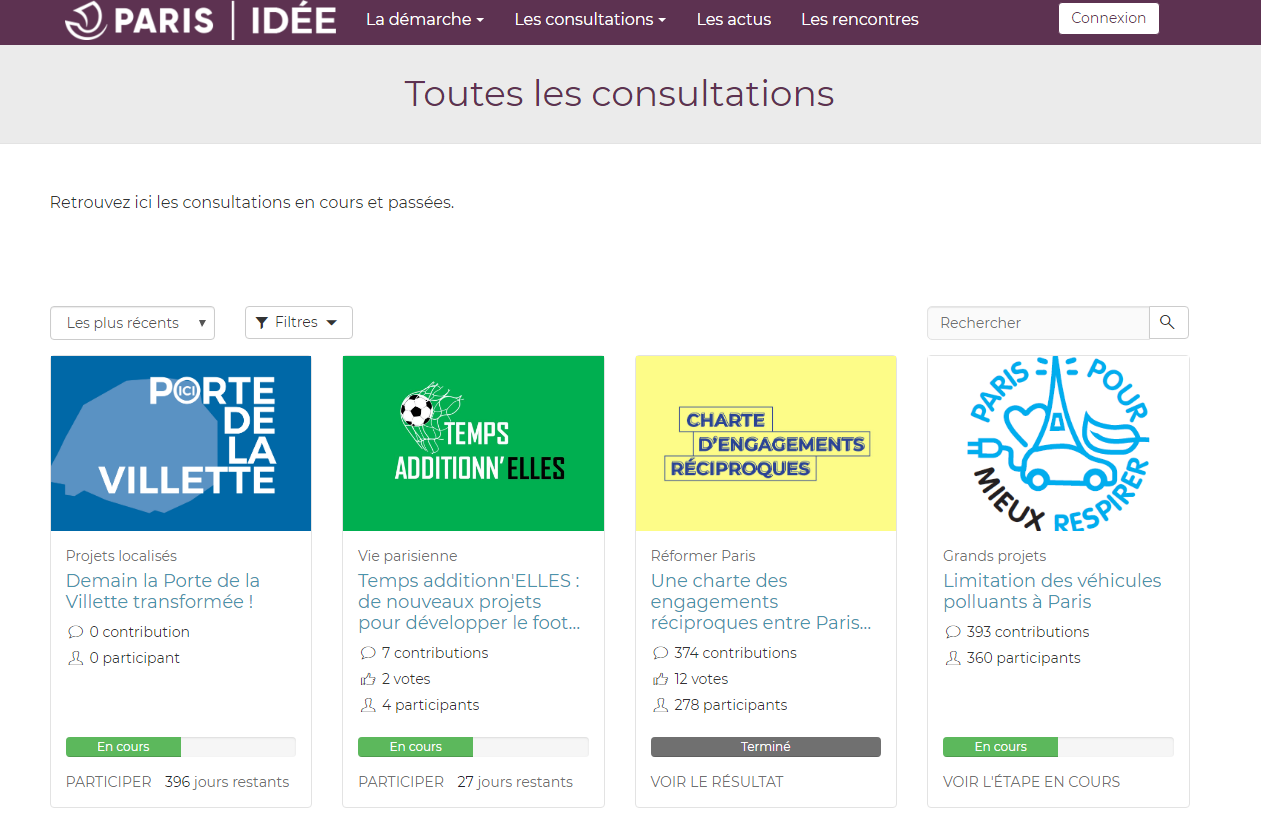 PARIS | IDÉE
La démarche
Les consultations
Les actus
Les rencontres
Connexion
Toutes les consultations
Retrouvez ici les consultations en cours et passées.
Les plus récents
Filtres
Rechercher
PORTE
ICI
DE
LA
VILLETTE
Projets localisés
Demain la Porte de la
Villette transformée !
0 contribution
0 participant
En cours
PARTICIPER 396 jours restants
TEMPS
ADDITIONN'ELLES
Vie parisienne
Temps additionn'ELLES :
de nouveaux projets
pour développer le foot...
7 contributions
2 votes
4 participants
En cours
PARTICIPER 27 jours restants
CHARTE
D'ENGAGEMENTS
RÉCIPROQUES
Réformer Paris
Une charte des
engagements
réciproques entre Paris...
374 contributions
12 votes
278 participants
Terminé
VOIR LE RÉSULTAT
PARIS POUR
MIEUX RESPIRER
Grands projets
Limitation des véhicules
polluants à Paris
393 contributions
360 participants
En cours
VOIR L'ÉTAPE EN COURS